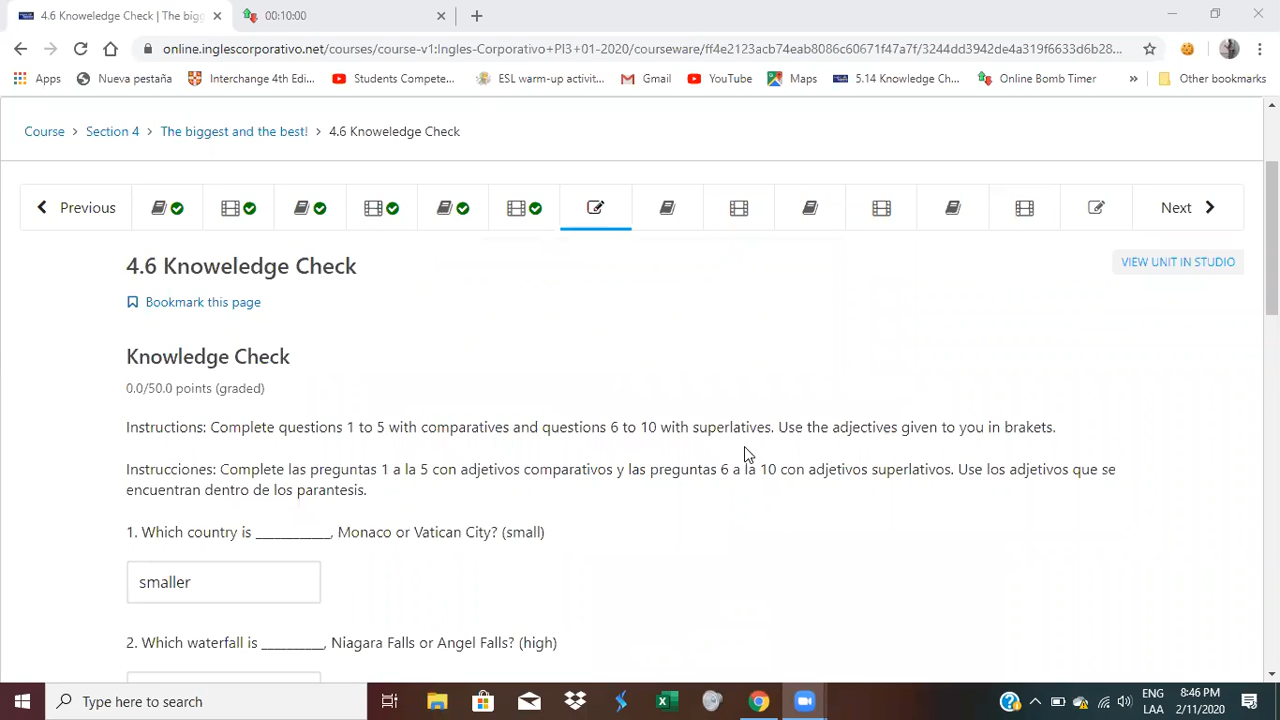 4.6 Knoweledge Check | The bigg
00:10:00
online.inglescorporativo.net/courses/course-v1:Ingles-Corporativo+PI3+01-2020/courseware/ff4e2123acb74eab8086c60671f47a7f/3244dd3942de4a319f6633d6b28...
Apps Nueva pestaña Interchange 4th Edi... Students Compete... ESL warm-up activit... Gmail YouTube Maps 5.14 Knowledge Ch... Online Bomb Timer » Other bookmarks
Course > Section 4 > The biggest and the best! > 4.6 Knoweledge Check
Previous Next
4.6 Knoweledge Check
VIEW UNIT IN STUDIO
Bookmark this page
Knowledge Check
0.0/50.0 points (graded)
Instructions: Complete questions 1 to 5 with comparatives and questions 6 to 10 with superlatives. Use the adjectives given to you in brakets.
Instrucciones: Complete las preguntas 1 a la 5 con adjetivos comparativos y las preguntas 6 a la 10 con adjetivos superlativos. Use los adjetivos que se
encuentran dentro de los parantesis.
1. Which country is ____________, Monaco or Vatican City? (small)
smaller
2. Which waterfall is __________, Niagara Falls or Angel Falls? (high)
Type here to search
ENG 8:46 PM
LAA 2/11/2020